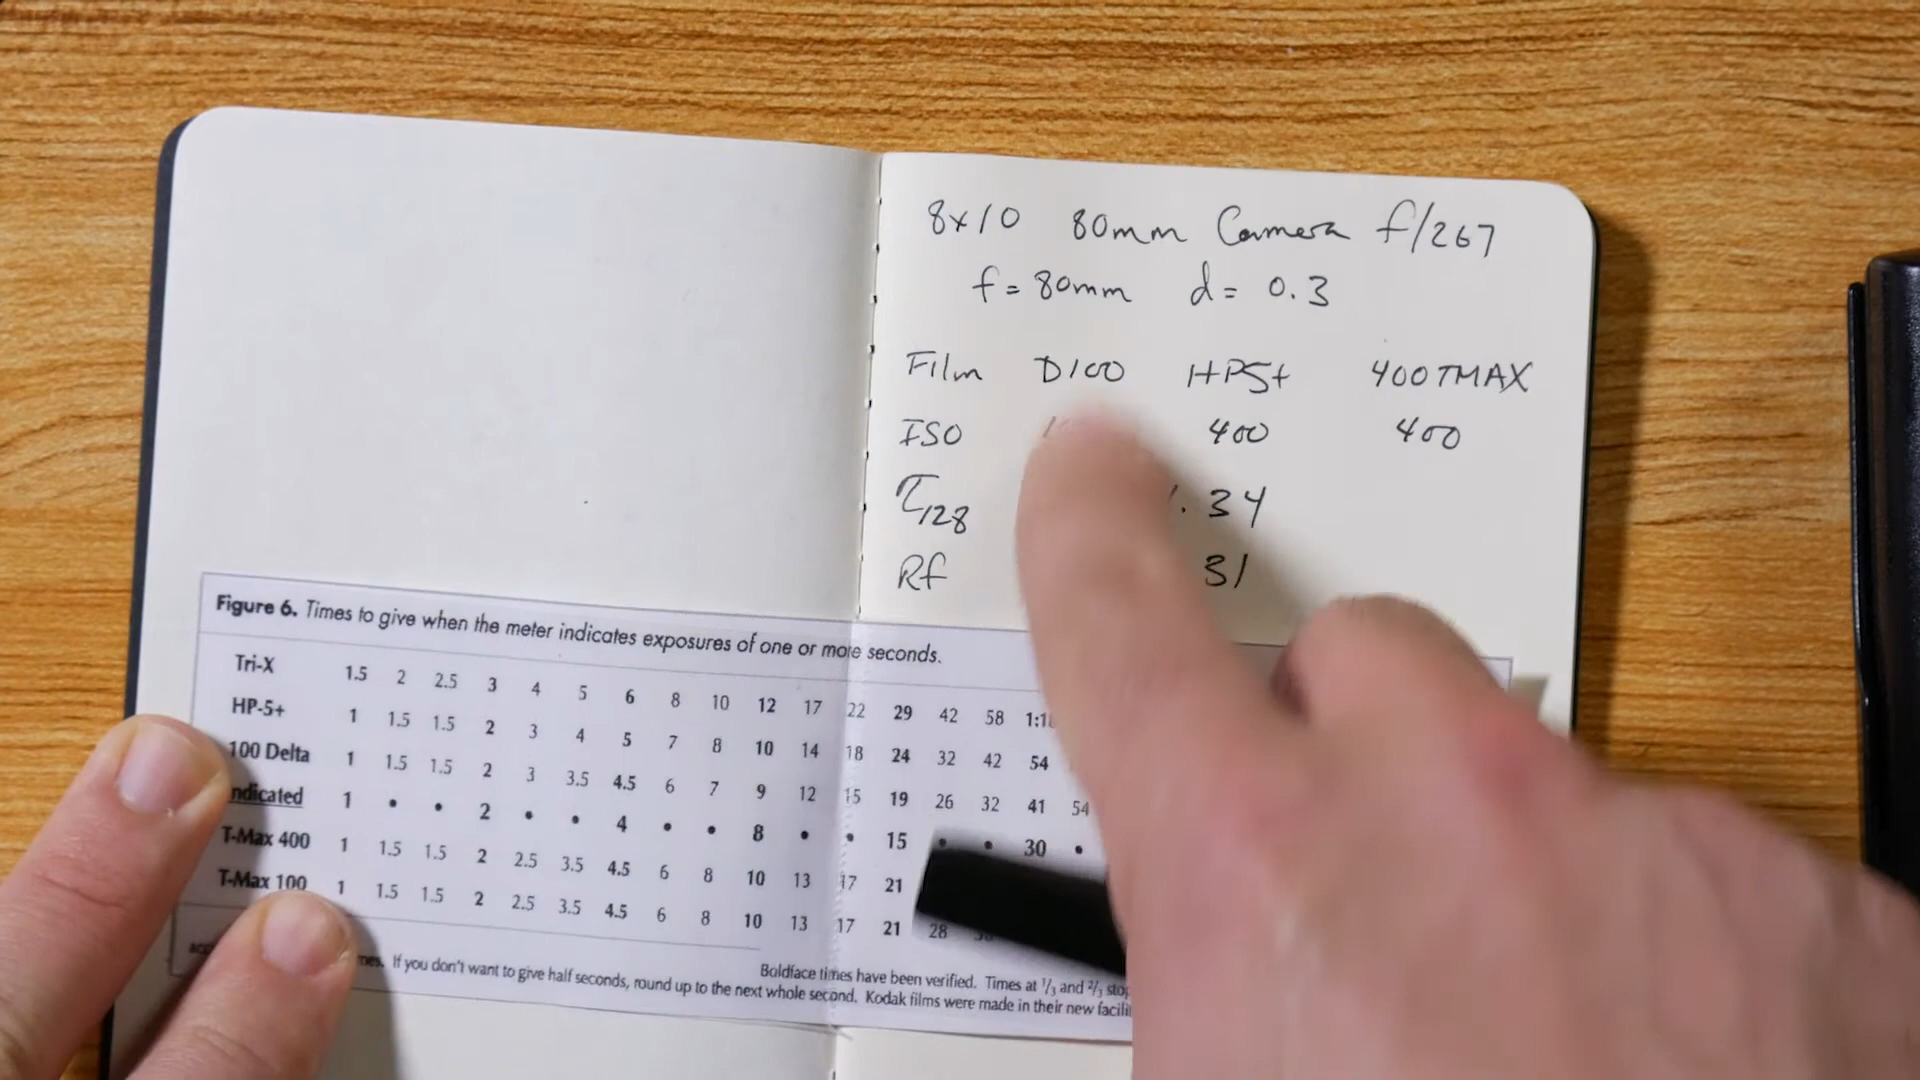 8x10 80mm Camera f/267
f = 80mm d = 0.3
Film D100 HP5+ 400TMAX
ISO 400 400
T128 .34
Rf 31
Figure 6. Times to give when the meter indicates exposures of one or more seconds.
Tri-X 1.5 2 2.5 3 4 5 6 8 10 12 17 22 29 42 58
HP-5+ 1 1.5 1.5 2 3 4 5 7 8 10 14 18 24 32 42 54
100 Delta 1 1.5 1.5 2 3 3.5 4.5 6 7 9 12 15 19 26 32 41 54
Indicated 1 • • 2 • • 4 • • 8 • • 15 • • 30 •
T-Max 400 1 1.5 1.5 2 2.5 3.5 4.5 6 8 10 13 17 21
T-Max 100 1 1.5 1.5 2 2.5 3.5 4.5 6 8 10 13 17 21 28
Boldface times have been verified. Times at 1/3 and 2/3
If you don't want to give half seconds, round up to the next whole second. Kodak films were made in their new